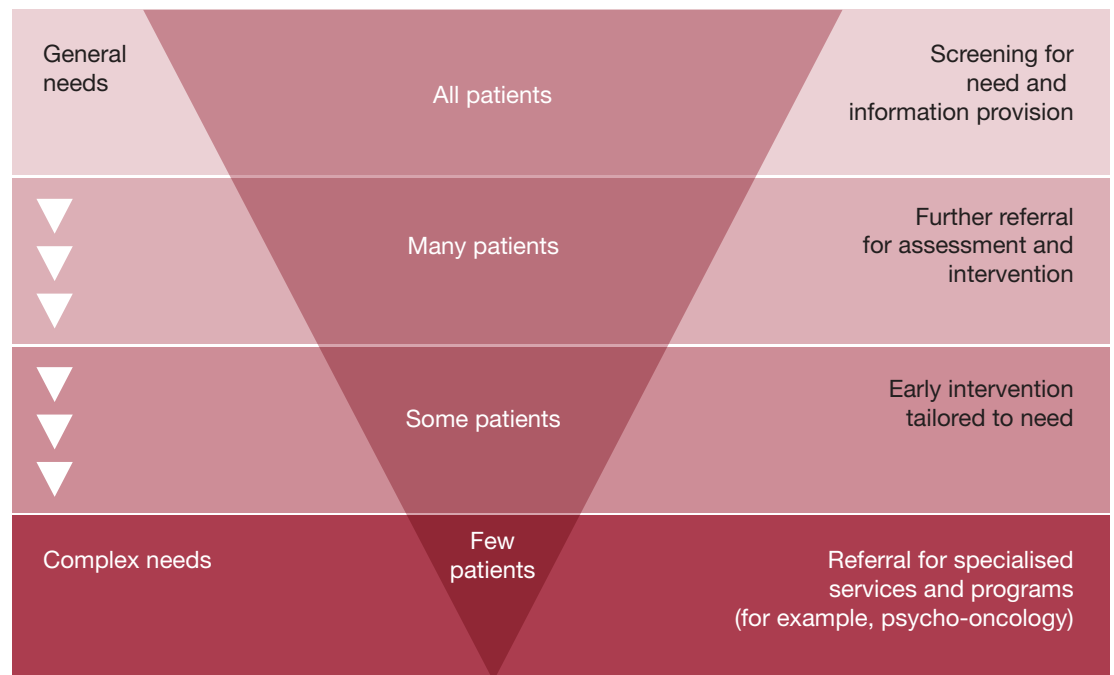 General
needs
All patients
Screening for
need and
information provision
Many patients
Further referral
for assessment and
intervention
Some patients
Early intervention
tailored to need
Complex needs
Few
patients
Referral for specialised
services and programs
(for example, psycho-oncology)